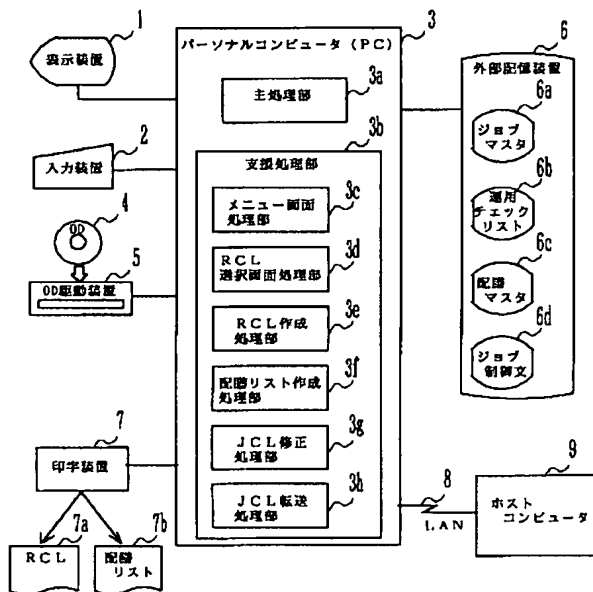 1
表示装置
2
入力装置
4
OD
5
OD駆動装置
7
印字装置
7a
RCL
7b
配膳
リスト
パーソナルコンピュータ(PC)
3
3a
主処理部
3b
支援処理部
3c
メニュー画面
処理部
3d
RCL
選択画面処理部
3e
RCL作成
処理部
3f
配膳リスト作成
処理部
3g
JCL修正
処理部
3h
JCL転送
処理部
6
外部記憶装置
6a
ジョブ
マスタ
6b
運用
チェック
リスト
6c
配膳
マスタ
6d
ジョブ
制御文
8
LAN
9
ホスト
コンピュータ